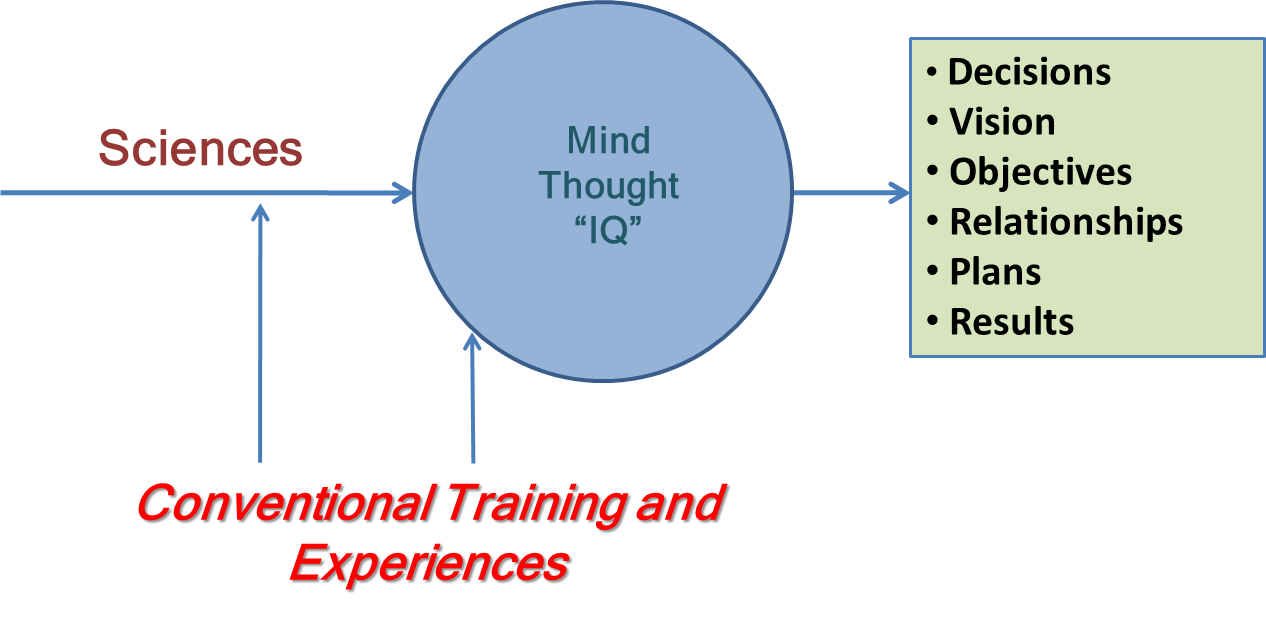 Sciences
Mind
Thought
“IQ”
• Decisions
• Vision
• Objectives
• Relationships
• Plans
• Results
Conventional Training and
Experiences